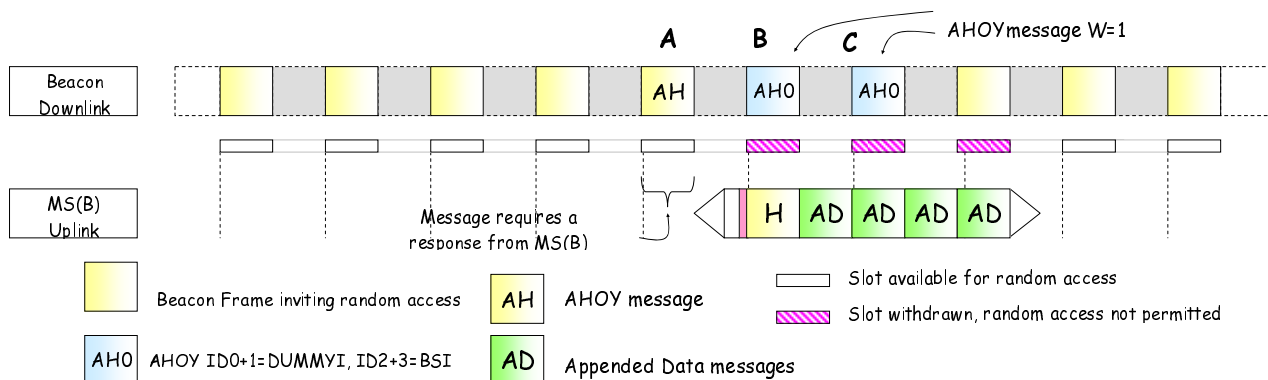 A B C AHOYmessage W=1
Beacon
Downlink
AH AH0 AH0
MS(B)
Uplink
Message requires a
response from MS(B)
H AD AD AD AD
Beacon Frame inviting random access
AH AHOY message
Slot available for random access
Slot withdrawn, random access not permitted
AH0 AHOY ID0+1=DUMMYI, ID2+3=BSI
AD Appended Data messages